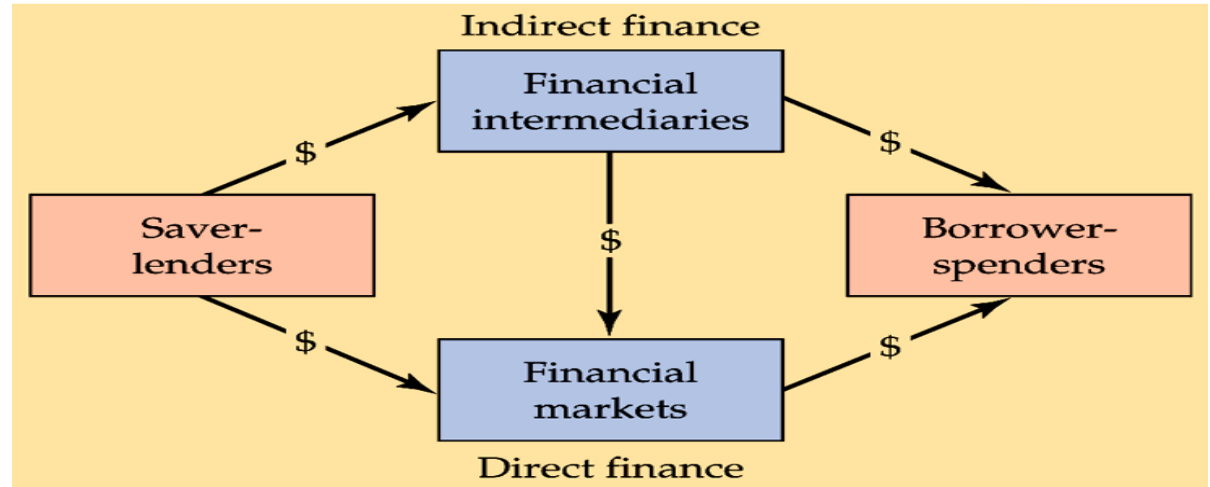 Indirect finance
Financial
intermediaries
$
$
Saver-
lenders
$
Borrower-
spenders
$
$
Financial
markets
Direct finance